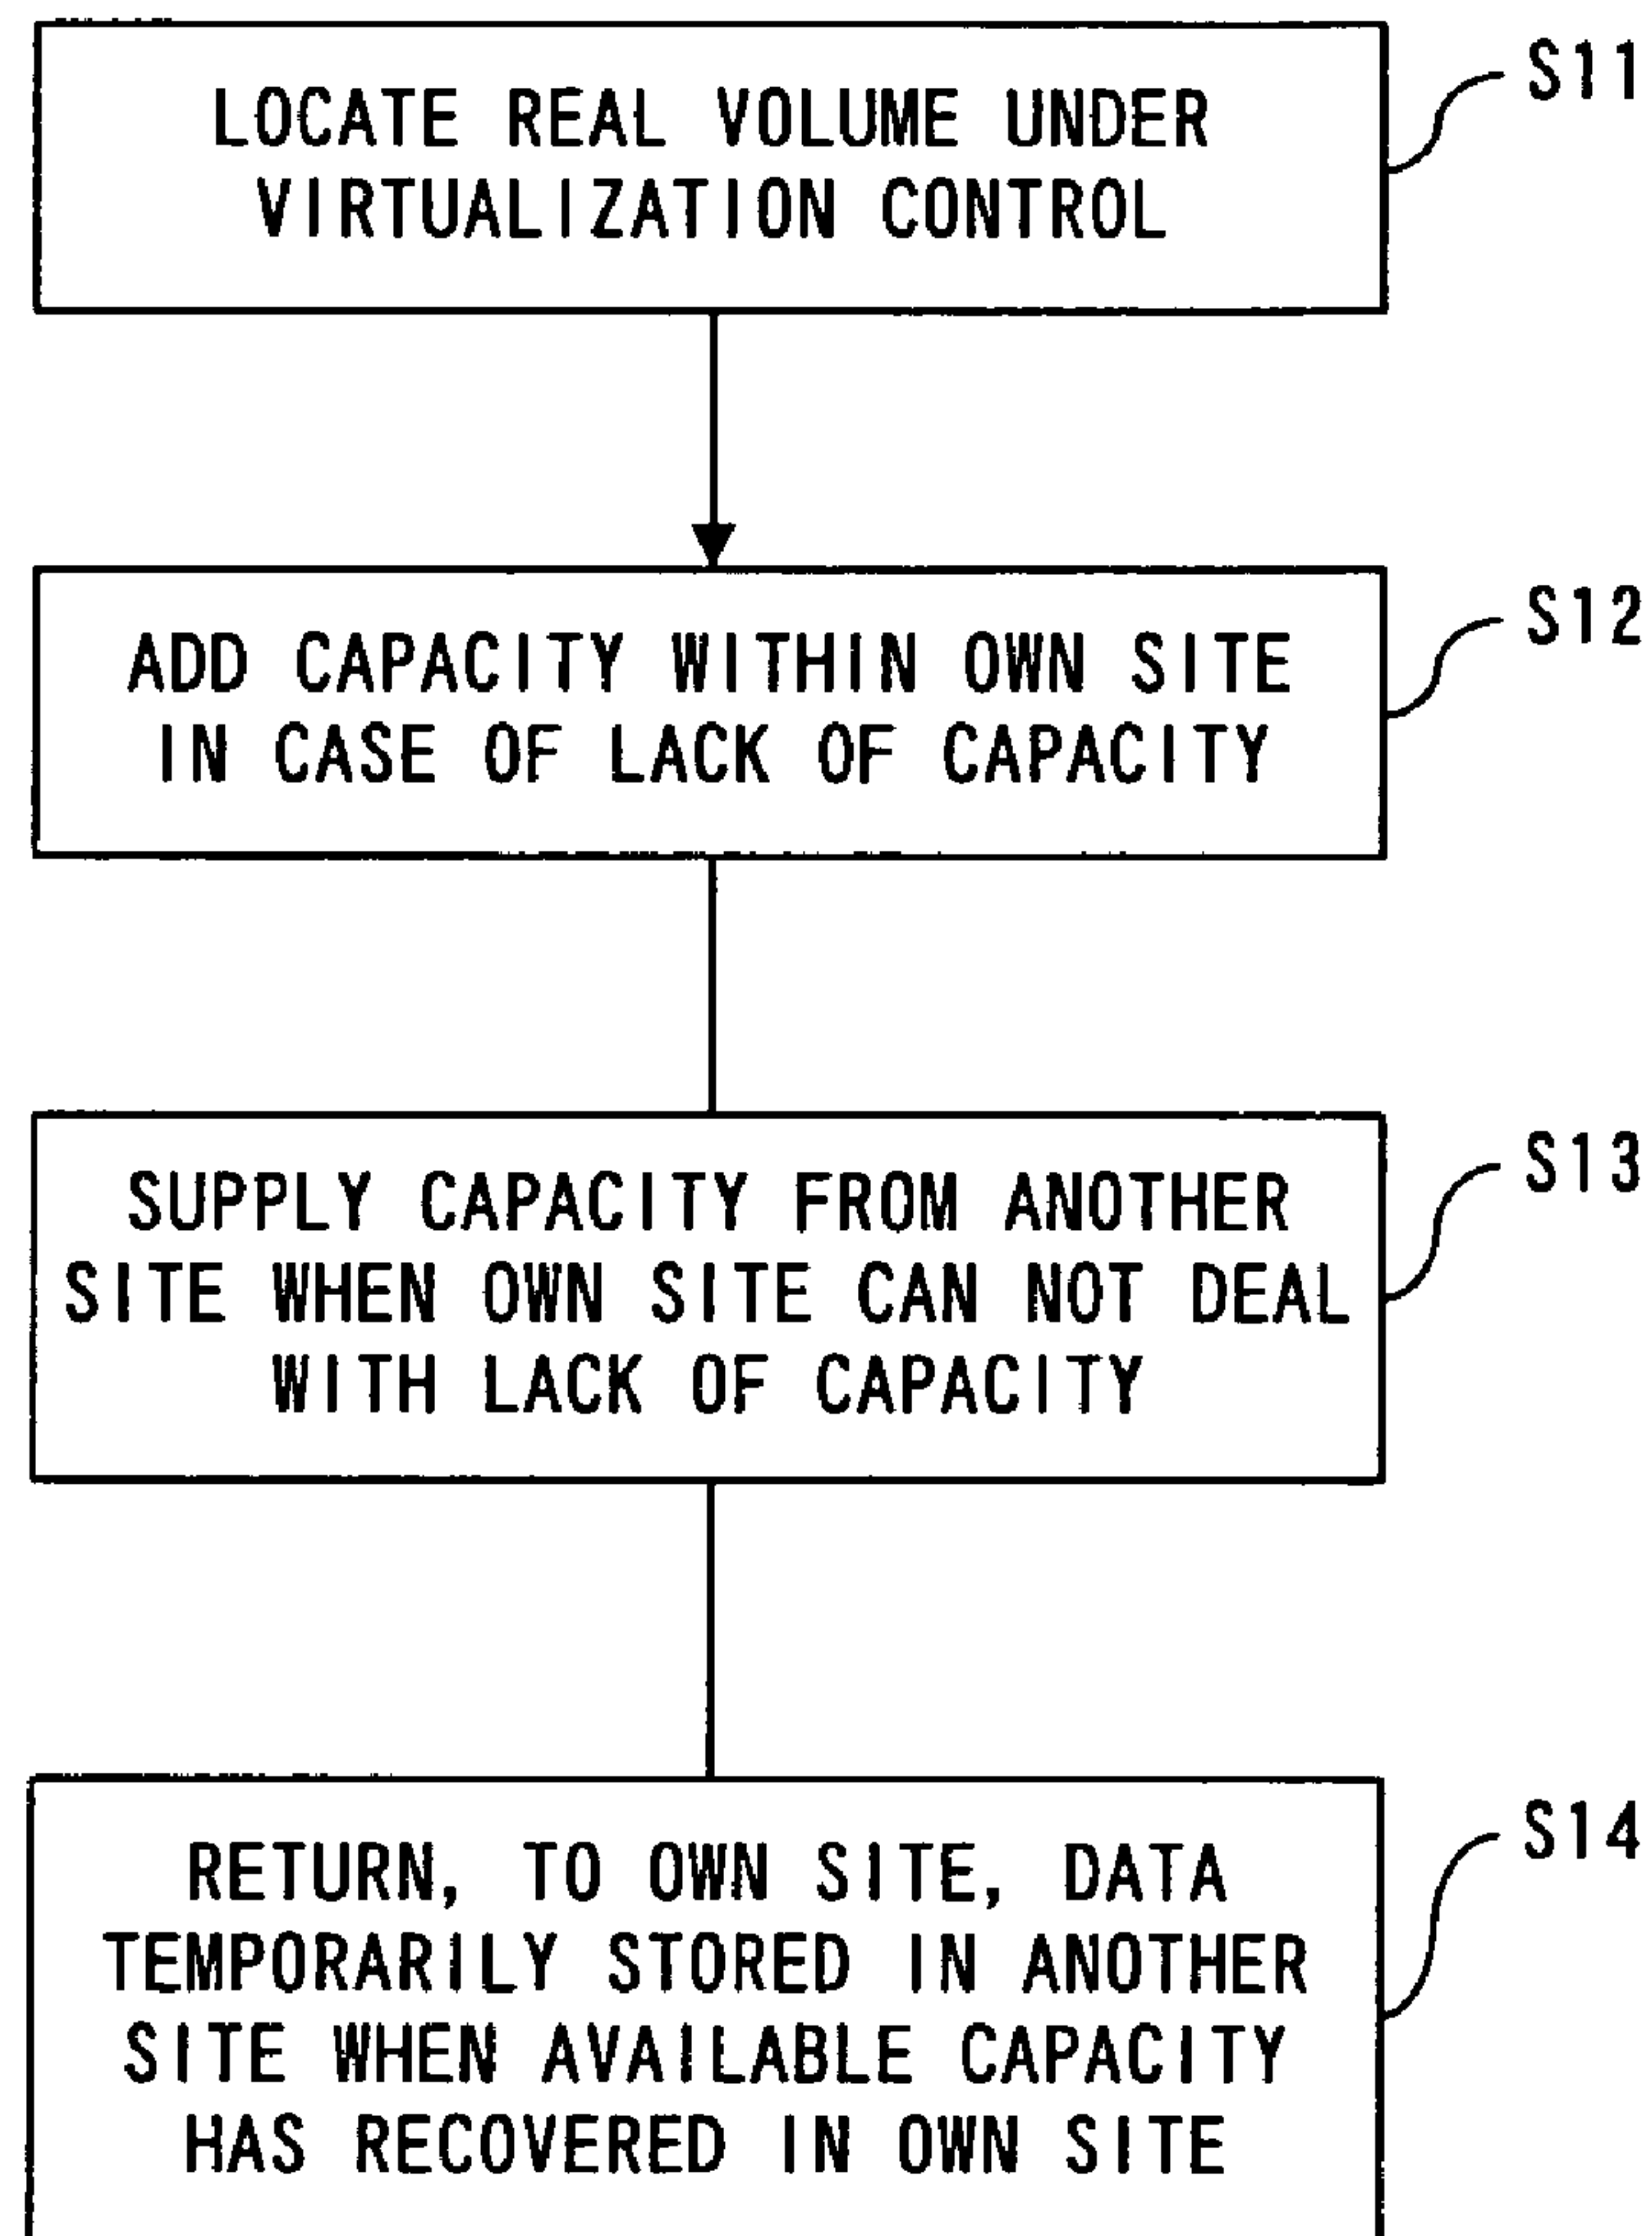 S11
LOCATE REAL VOLUME UNDER
VIRTUALIZATION CONTROL
S12
ADD CAPACITY WITHIN OWN SITE
IN CASE OF LACK OF CAPACITY
S13
SUPPLY CAPACITY FROM ANOTHER
SITE WHEN OWN SITE CAN NOT DEAL
WITH LACK OF CAPACITY
S14
RETURN, TO OWN SITE, DATA
TEMPORARILY STORED IN ANOTHER
SITE WHEN AVAILABLE CAPACITY
HAS RECOVERED IN OWN SITE